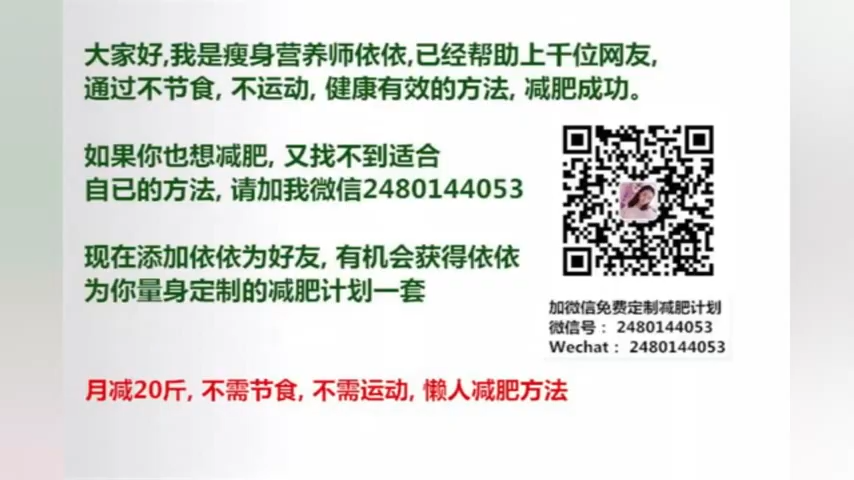 大家好,我是瘦身营养师依依,已经帮助上千位网友,
通过不节食, 不运动, 健康有效的方法, 减肥成功。
如果你也想减肥, 又找不到适合
自已的方法, 请加我微信2480144053
现在添加依依为好友, 有机会获得依依
为你量身定制的减肥计划一套
加微信免费定制减肥计划
微信号： 2480144053
Wechat： 2480144053
月减20斤, 不需节食, 不需运动, 懒人减肥方法